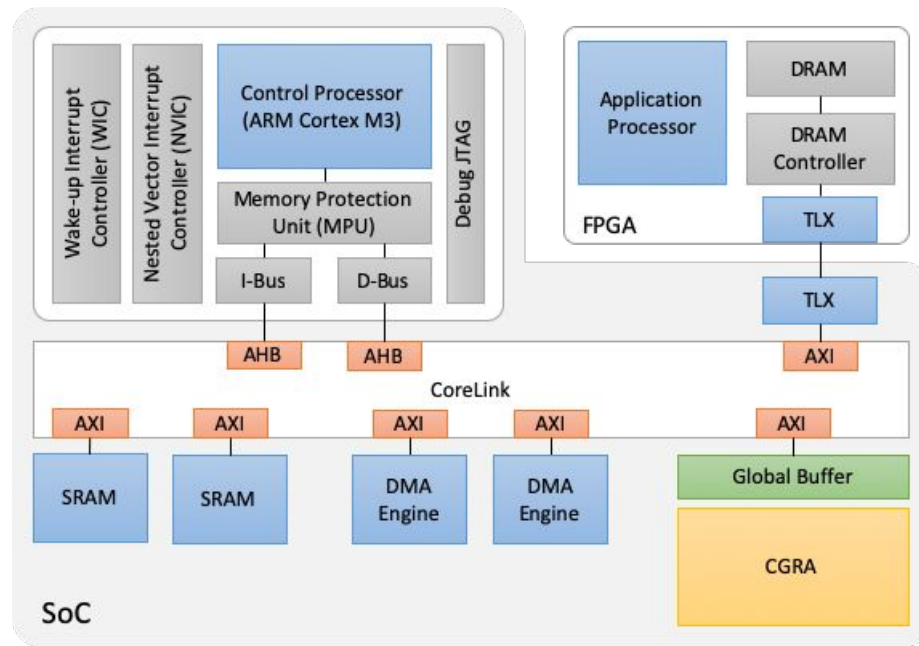 Wake-up Interrupt
Controller (WIC)
Nested Vector Interrupt
Controller (NVIC)
Control Processor
(ARM Cortex M3)
Memory Protection
Unit (MPU)
I-Bus
D-Bus
Debug JTAG
Application
Processor
DRAM
DRAM
Controller
TLX
FPGA
TLX
AHB
AHB
AXI
CoreLink
AXI
AXI
AXI
AXI
AXI
SRAM
SRAM
DMA
Engine
DMA
Engine
Global Buffer
CGRA
SoC